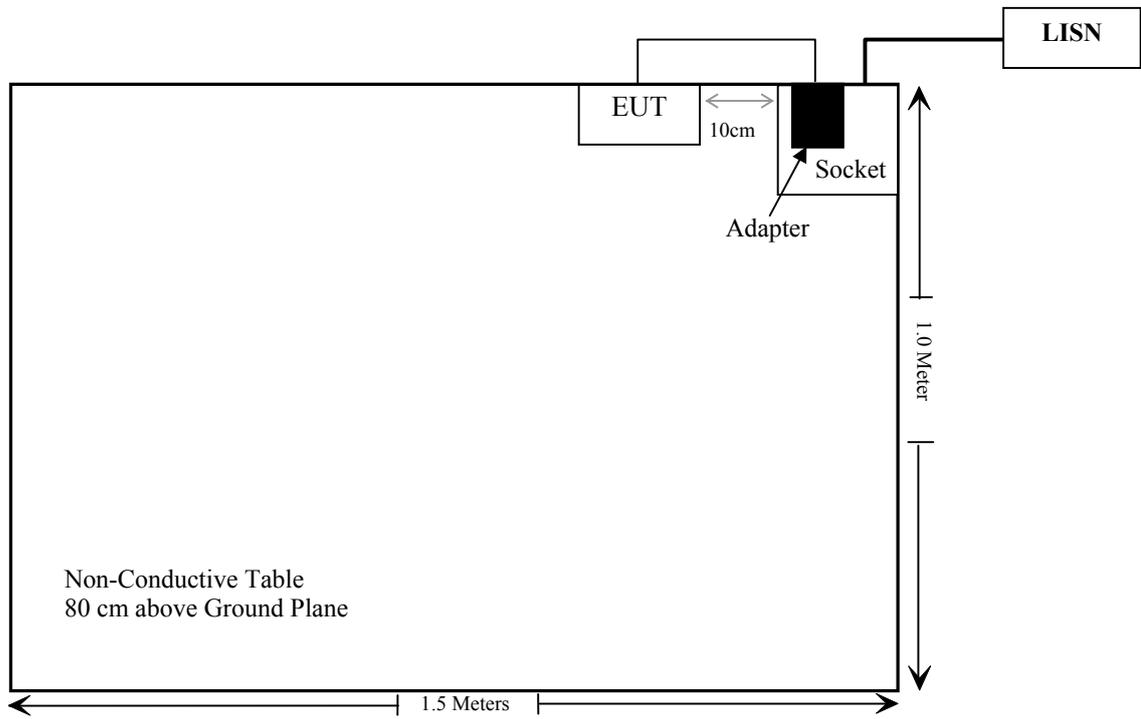 LISN
EUT
10cm
Socket
Adapter
1.0 Meter
Non-Conductive Table
80 cm above Ground Plane
1.5 Meters